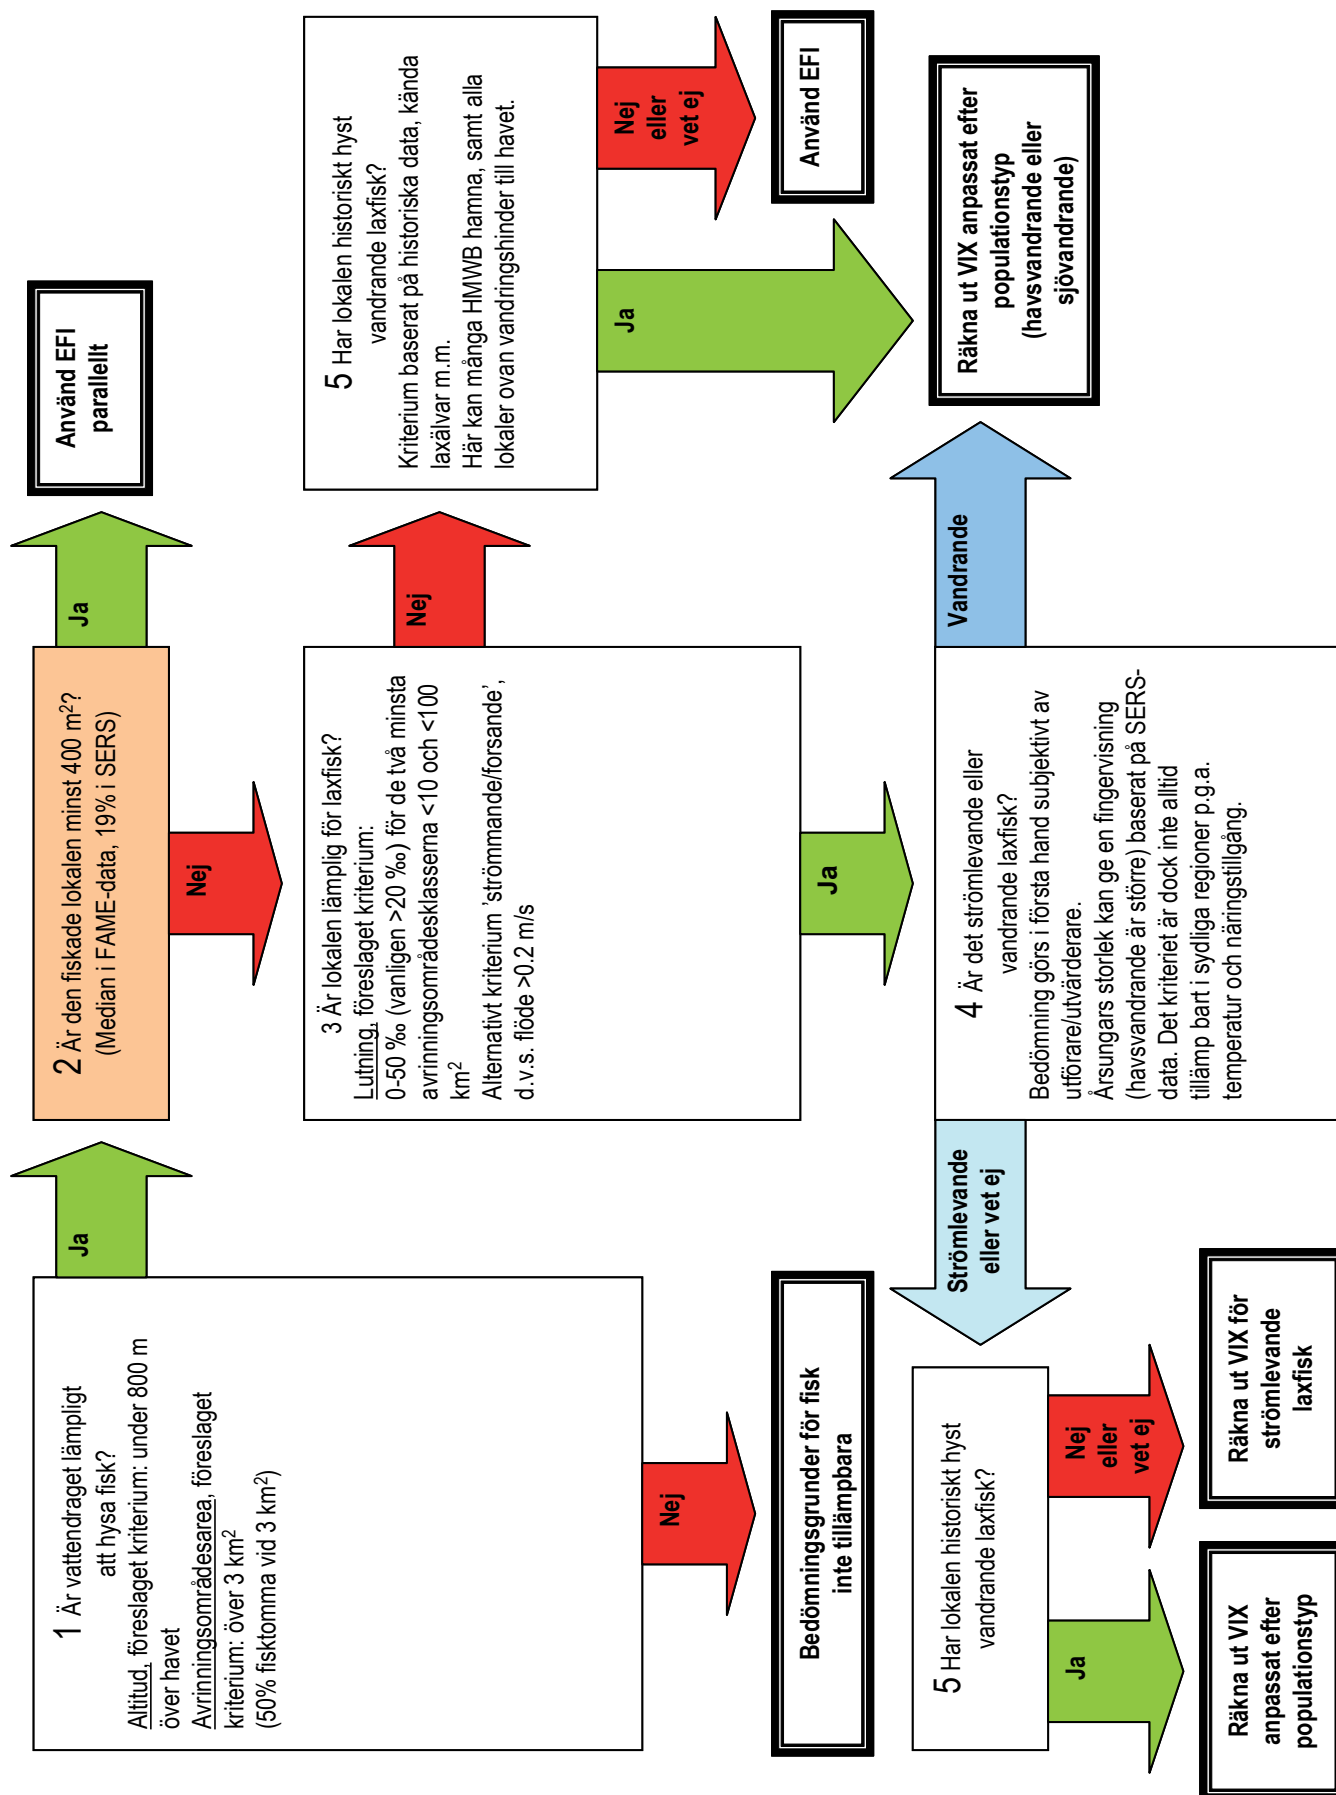 1 Är vattendraget lämpligt
att hysa fisk?
Altitud, föreslaget kriterium: under 800 m
över havet
Avrinningsområdesarea, föreslaget
kriterium: över 3 km²
(50% fisktomma vid 3 km²)
Ja
Nej
Bedömningsgrunder för fisk
inte tillämpbara
2 Är den fiskade lokalen minst 400 m²?
(Median i FAME-data, 19% i SERS)
Ja
Använd EFI
parallellt
Nej
3 Är lokalen lämplig för laxfisk?
Lutning, föreslaget kriterium:
0-50 ‰ (vanligen >20 ‰) för de två minsta
avrinningsområdesklasserna <10 och <100
km²
Alternativt kriterium 'strömmande/forsande',
d.v.s. flöde >0.2 m/s
Nej
Ja
5 Har lokalen historiskt hyst
vandrande laxfisk?
Kriterium baserat på historiska data, kända
laxälvar m.m.
Här kan många HMWB hamna, samt alla
lokaler ovan vandringshinder till havet.
Ja
Nej
eller
vet ej
Använd EFI
Räkna ut VIX anpassat efter
populationstyp
(havsvandrande eller
sjövandrande)
4 Är det strömlevande eller
vandrande laxfisk?
Bedömning görs i första hand subjektivt av
utförare/utvärderare.
Årsungars storlek kan ge en fingervisning
(havsvandrande är större) baserat på SERS-
data. Det kriteriet är dock inte alltid
tillämp bart i sydliga regioner p.g.a.
temperatur och näringstillgång.
Vandrande
Strömlevande
eller vet ej
5 Har lokalen historiskt hyst
vandrande laxfisk?
Ja
Nej
eller
vet ej
Räkna ut VIX
anpassat efter
populationstyp
Räkna ut VIX för
strömlevande
laxfisk